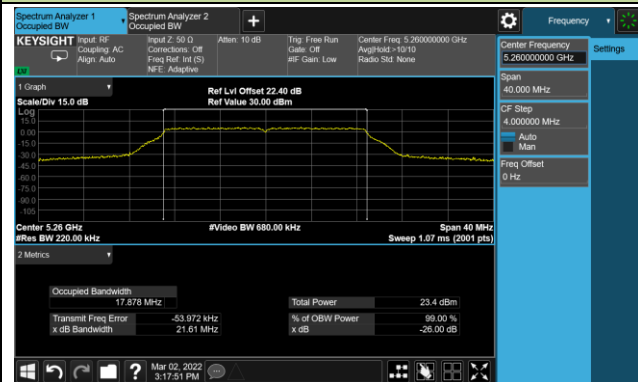 Spectrum Analyzer 1
Occupied BW
Spectrum Analyzer 2
Occupied BW
Frequency
KEYSIGHT
Input: RF
Coupling: AC
Align: Auto
Input Z: 50 Ω
Corrections: Off
Freq Ref: Int (S)
NFE: Adaptive
Atten: 10 dB
Trig: Free Run
Gate: Off
#IF Gain: Low
Center Freq: 5.260000000 GHz
Avg|Hold:>10/10
Radio Std: None
Center Frequency
5.260000000 GHz
Settings
Span
40.000 MHz
CF Step
4.000000 MHz
Auto
Man
Freq Offset
0 Hz
1 Graph
Scale/Div 15.0 dB
Ref Lvl Offset 22.40 dB
Ref Value 30.00 dBm
Log
15.0
0.00
-15.0
-30.0
-45.0
-60.0
-75.0
-90.0
-105
Center 5.26 GHz
#Res BW 220.00 kHz
#Video BW 680.00 kHz
Span 40 MHz
Sweep 1.07 ms (2001 pts)
2 Metrics
Occupied Bandwidth
17.878 MHz
Transmit Freq Error -53.972 kHz
x dB Bandwidth 21.61 MHz
Total Power 23.4 dBm
% of OBW Power 99.00 %
x dB -26.00 dB
Mar 02, 2022
3:17:51 PM